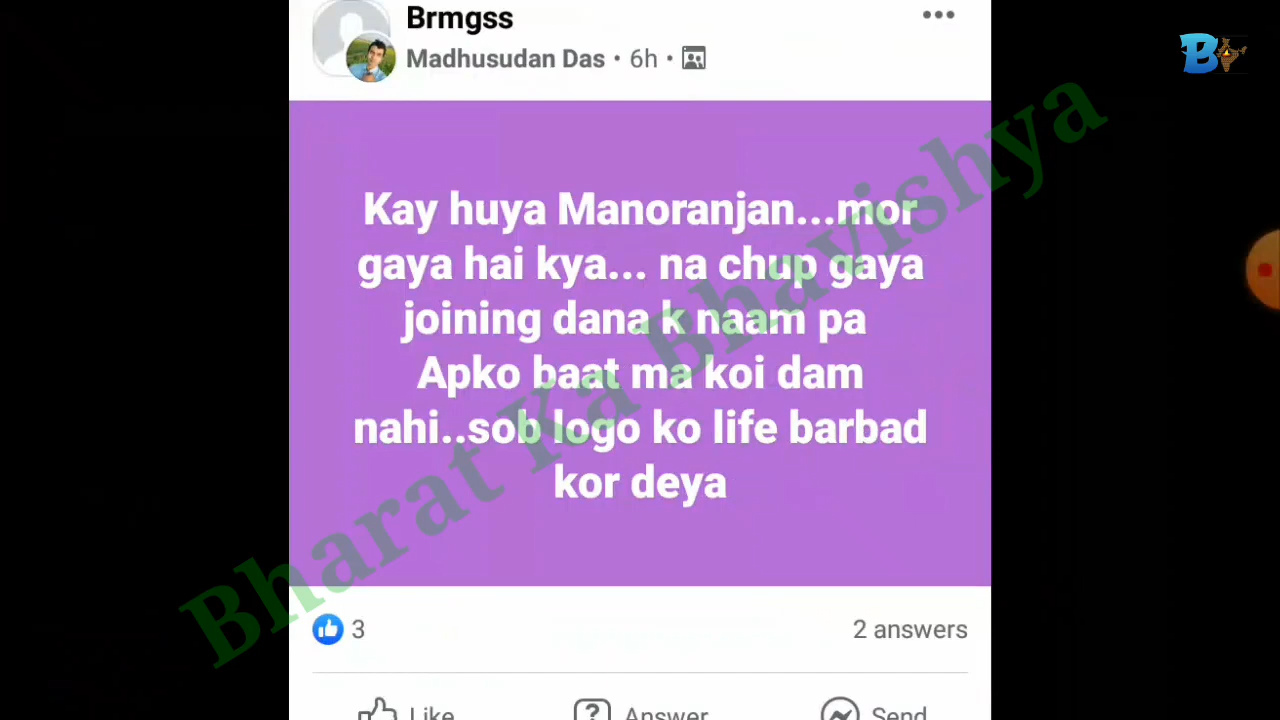 Brmgss
Madhusudan Das • 6h •
Kay huya Manoranjan...mor
gaya hai kya... na chup gaya
joining dana k naam pa
Apko baat ma koi dam
nahi..sob logo ko life barbad
kor deya
Bharat Ka Bhavishya
3
2 answers
Like
Answer
Send